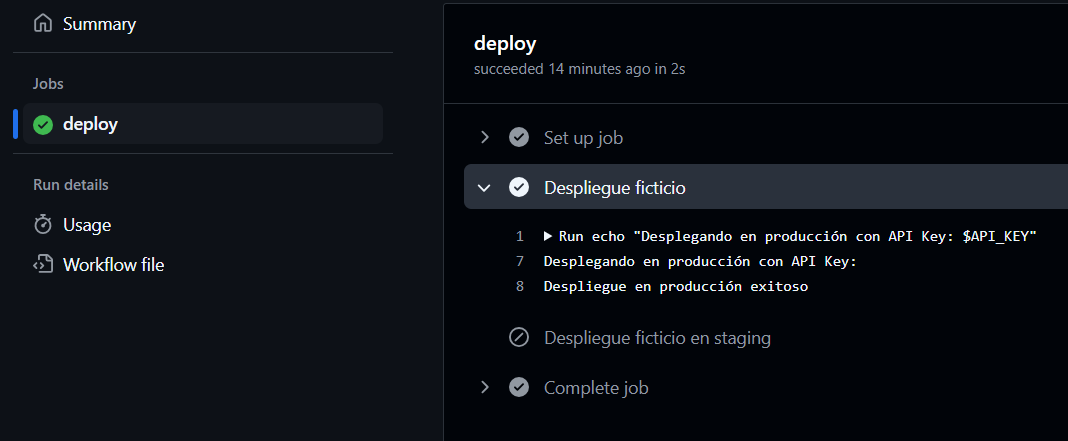 Summary
Jobs
deploy
Run details
Usage
Workflow file
deploy
succeeded 14 minutes ago in 2s
Set up job
Despliegue ficticio
1 Run echo "Desplegando en producción con API Key: $API_KEY"
7 Desplegando en producción con API Key:
8 Despliegue en producción exitoso
Despliegue ficticio en staging
Complete job